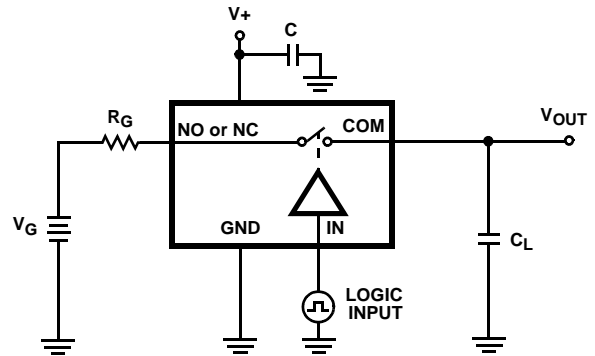 V+
C
RG
NO or NC
COM
VOUT
VG
GND
IN
CL
LOGIC
INPUT